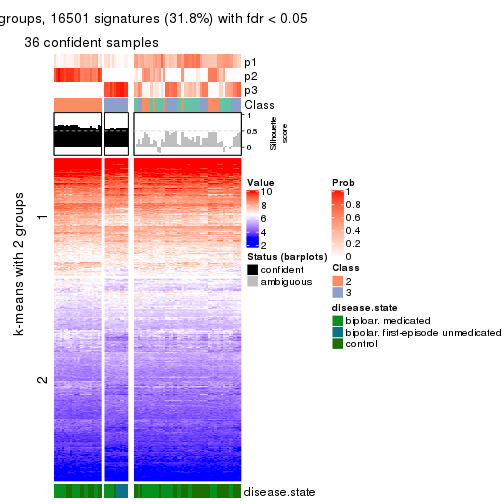 groups, 16501 signatures (31.8%) with fdr < 0.05
36 confident samples
p1
p2
p3
Class
1
0.5
0
Silhouette
score
k-means with 2 groups
1
2
Value
10
8
6
4
2
Status (barplots)
confident
ambiguous
Prob
1
0.8
0.6
0.4
0.2
0
Class
2
3
disease.state
biploar. medicated
bipolar. first-episode unmedicated
control
disease.state